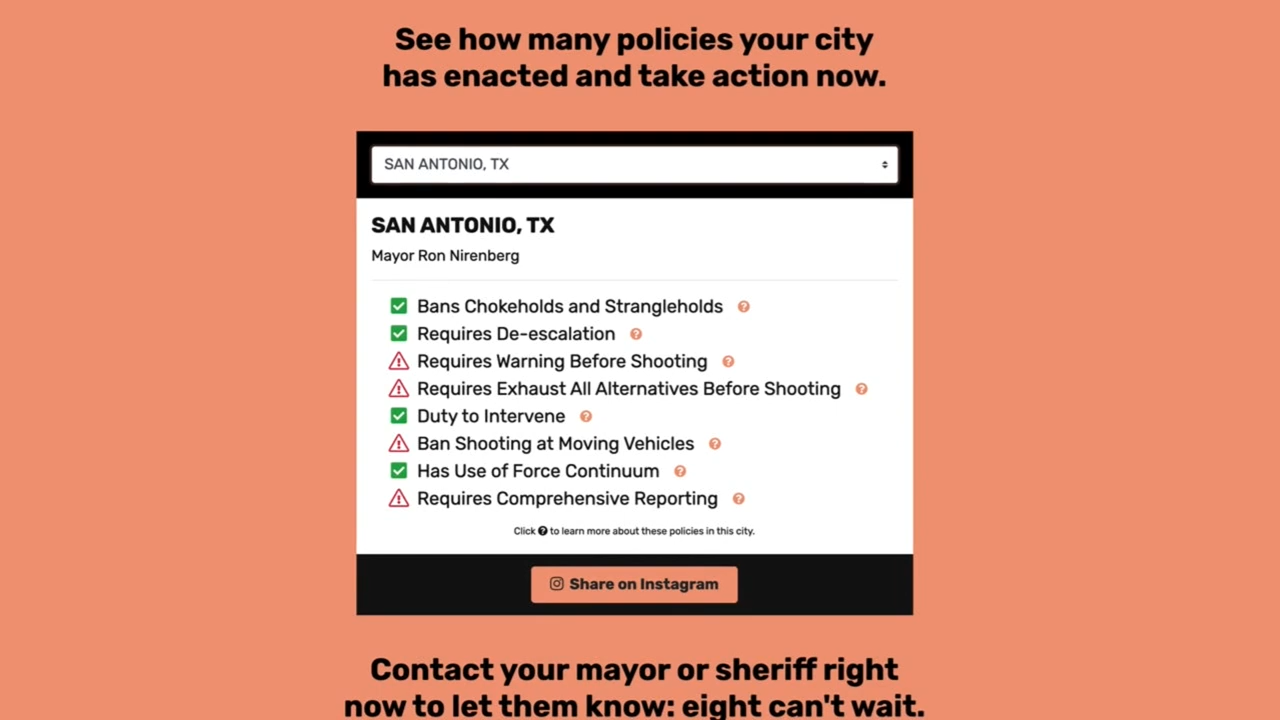 See how many policies your city
has enacted and take action now.
SAN ANTONIO, TX
SAN ANTONIO, TX
Mayor Ron Nirenberg
Bans Chokeholds and Strangleholds ?
Requires De-escalation ?
Requires Warning Before Shooting ?
Requires Exhaust All Alternatives Before Shooting ?
Duty to Intervene ?
Ban Shooting at Moving Vehicles ?
Has Use of Force Continuum ?
Requires Comprehensive Reporting ?
Click ? to learn more about these policies in this city.
Share on Instagram
Contact your mayor or sheriff right
now to let them know: eight can't wait.